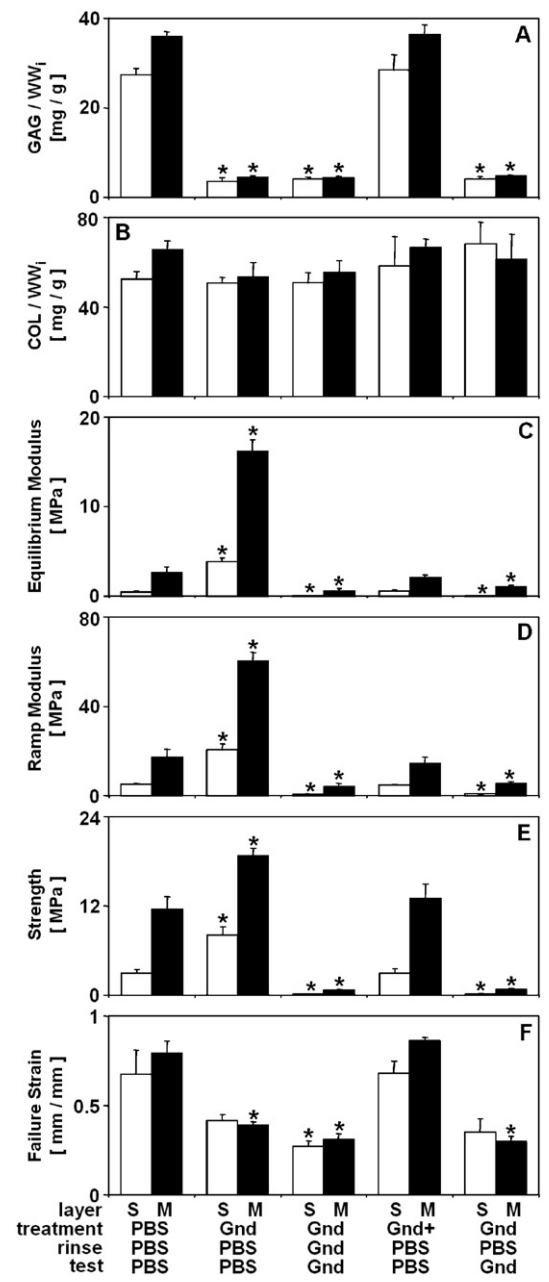 A
GAG / WWi
[mg / g]
40
20
0
* * * * * *
B
COL / WWi
[ mg / g ]
80
40
0
C
Equilibrium Modulus
[ MPa ]
20
10
0
* * * * * *
D
Ramp Modulus
[ MPa ]
80
40
0
* * * * * *
E
Strength
[ MPa ]
24
12
0
* * * * * *
F
Failure Strain
[ mm / mm ]
1
0.5
0
* * * *
layer S M S M S M S M S M
treatment PBS Gnd Gnd Gnd+ Gnd
rinse PBS PBS Gnd PBS PBS
test PBS PBS Gnd PBS Gnd